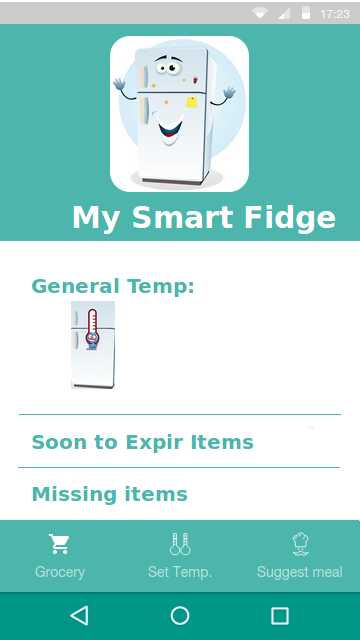 17:23
My Smart Fidge
General Temp:
Soon to Expir Items
Missing items
Grocery
Set Temp.
Suggest meal